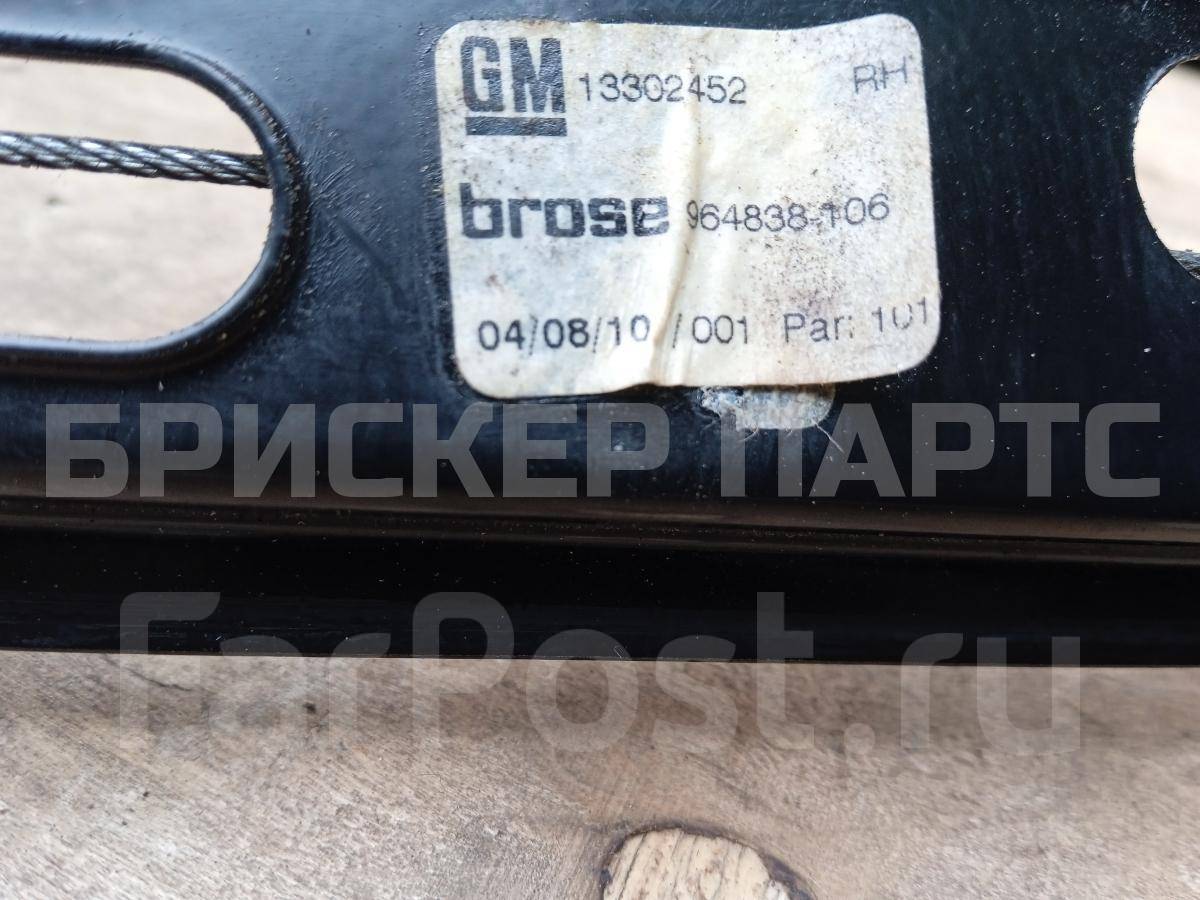 GM 13302452 RH
brose 964838-106
04/08/10 /001 Par: 101
БРИСКЕР ПАРТС
FarPost.ru